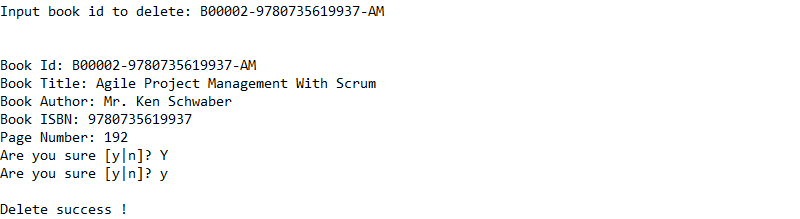 Input book id to delete: B00002-9780735619937-AM
Book Id: B00002-9780735619937-AM
Book Title: Agile Project Management With Scrum
Book Author: Mr. Ken Schwaber
Book ISBN: 9780735619937
Page Number: 192
Are you sure [y|n]? Y
Are you sure [y|n]? y
Delete success !